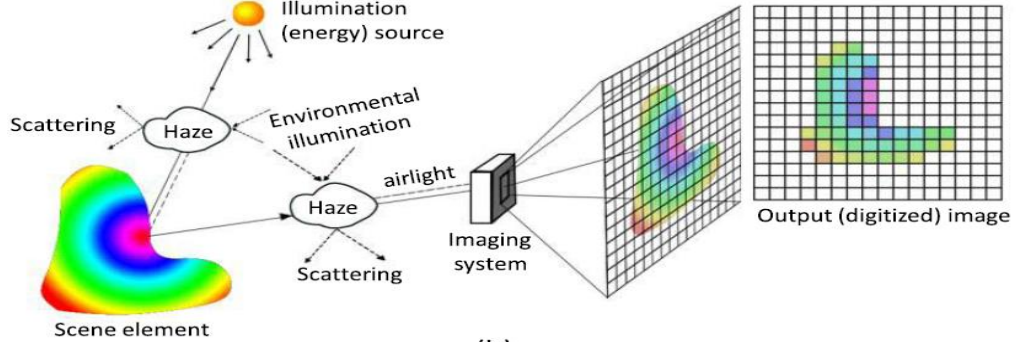 Illumination
(energy) source
Scattering
Haze
Environmental
illumination
Haze
airlight
Scattering
Imaging
system
Output (digitized) image
Scene element